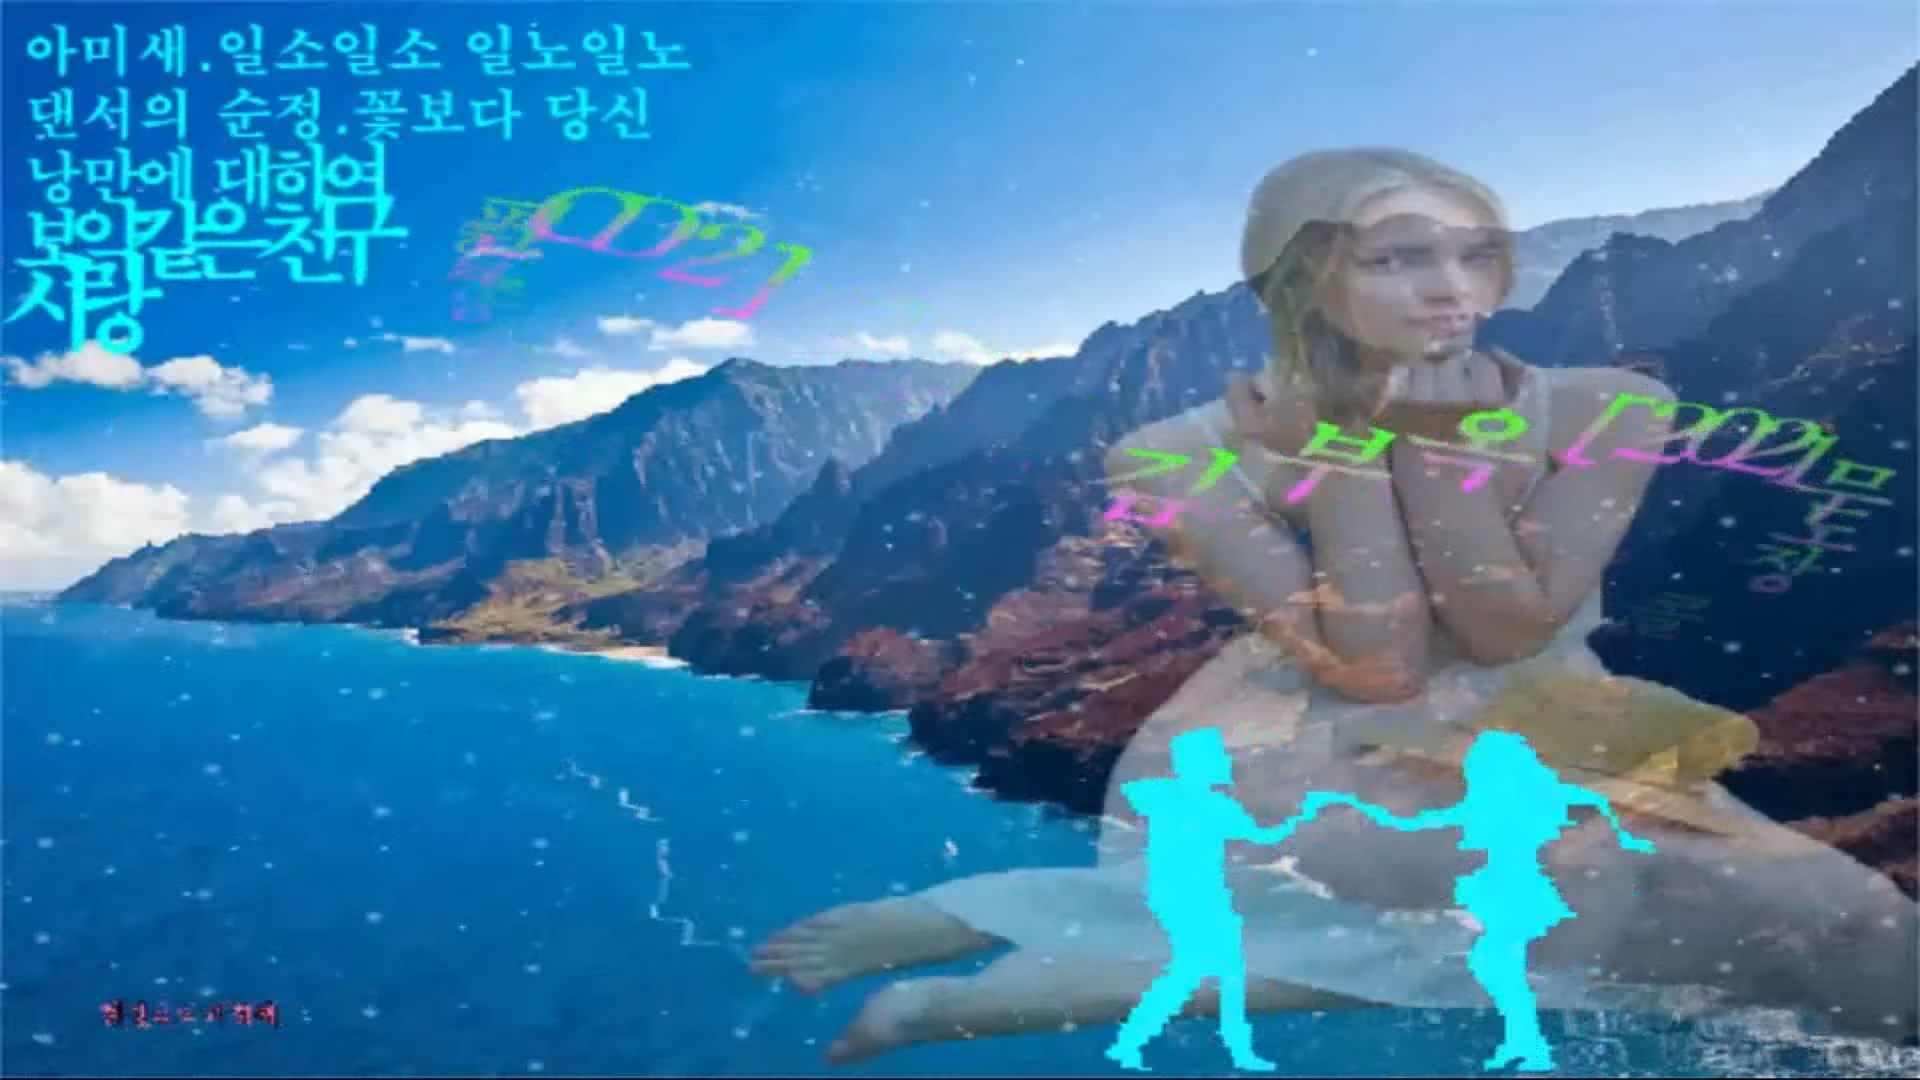 아미새.일소일소 일노일노
댄서의 순정.꽃보다 당신
낭만에 대하여
보약같은친구
사랑
김부옥[2021